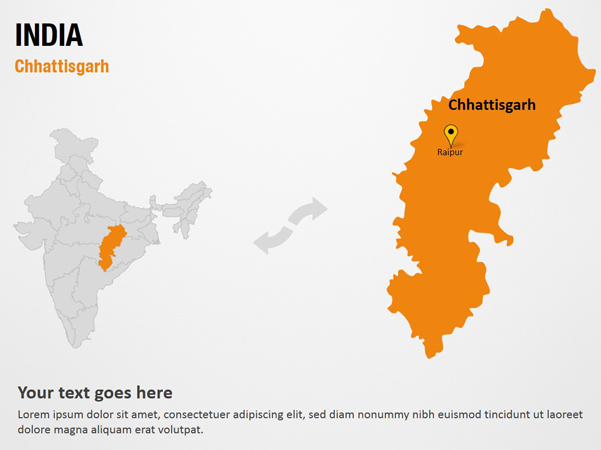 INDIA
Chhattisgarh
Chhattisgarh
Raipur
Your text goes here
Lorem ipsum dolor sit amet, consectetuer adipiscing elit, sed diam nonummy nibh euismod tincidunt ut laoreet
dolore magna aliquam erat volutpat.